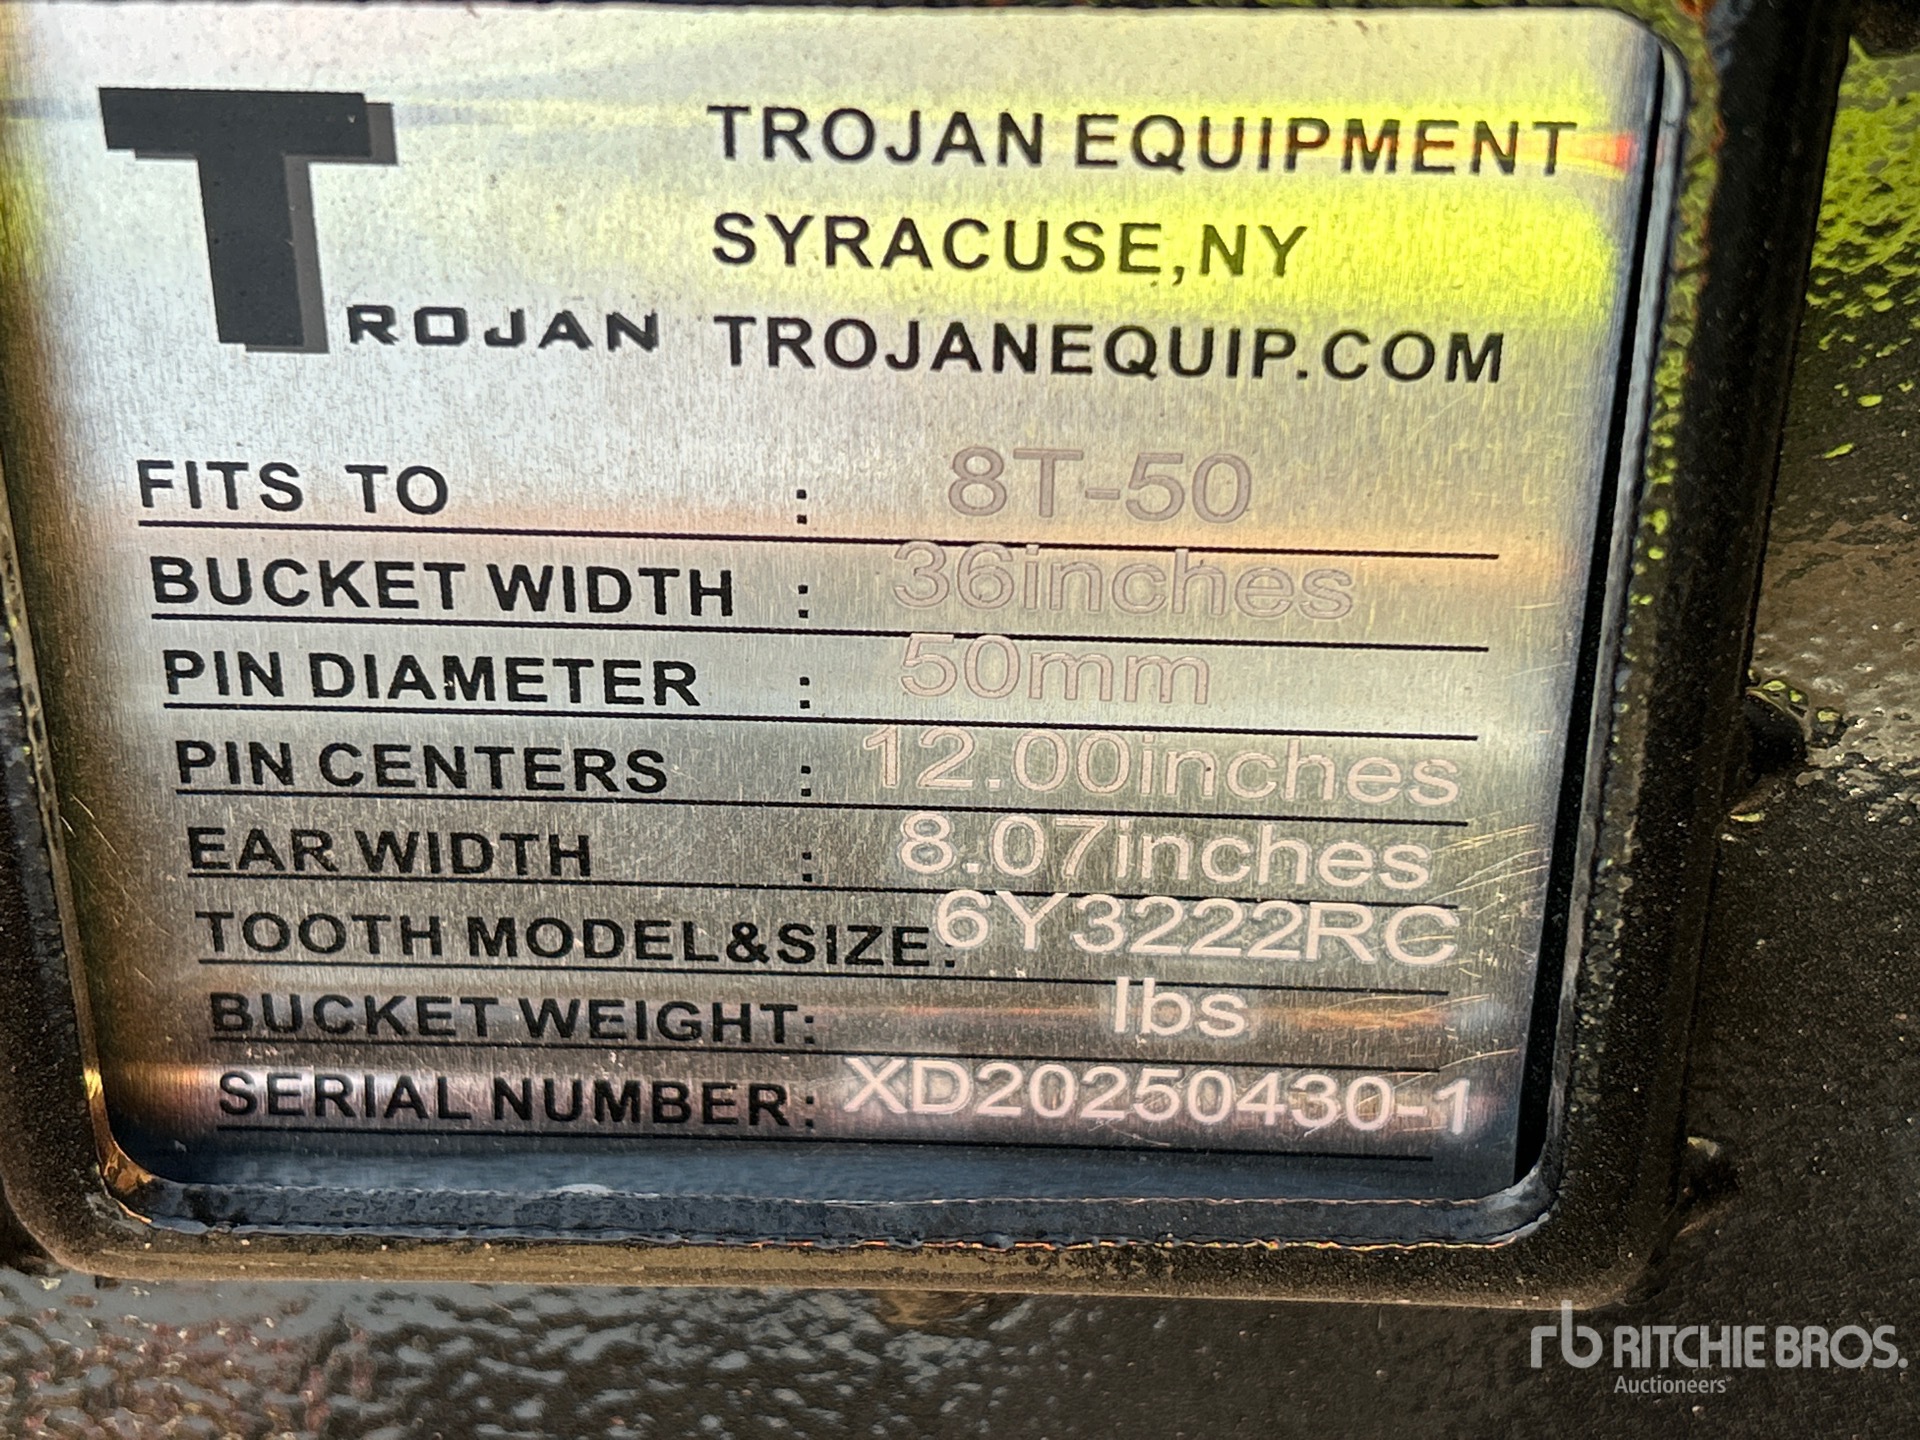 TROJAN
TROJAN EQUIPMENT
SYRACUSE,NY
TROJANEQUIP.COM
FITS TO : 8T-50
BUCKET WIDTH : 36inches
PIN DIAMETER : 50mm
PIN CENTERS : 12.00inches
EAR WIDTH : 8.07inches
TOOTH MODEL&SIZE: 6Y3222RC
BUCKET WEIGHT: lbs
SERIAL NUMBER: XD20250430-1
rb RITCHIE BROS.
Auctioneers